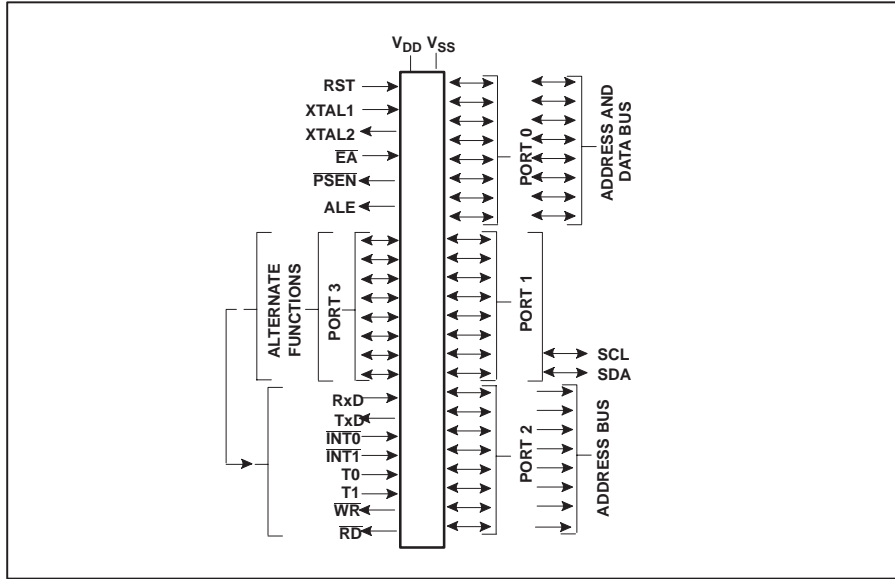 VDD VSS
RST
XTAL1
XTAL2
EA
PSEN
ALE
PORT 0
ADDRESS AND
DATA BUS
ALTERNATE
FUNCTIONS
PORT 3
PORT 1
SCL
SDA
RxD
TxD
INT0
INT1
T0
T1
WR
RD
PORT 2
ADDRESS BUS